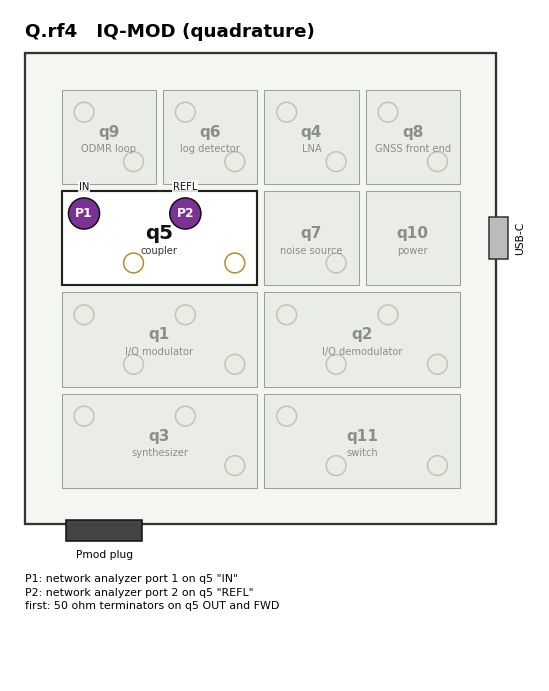 Q.rf4   IQ-MOD (quadrature)
q9
ODMR loop
q6
log detector
q4
LNA
q8
GNSS front end
IN
REFL
P1
P2
q5
coupler
q7
noise source
q10
power
USB-C
q1
I/Q modulator
q2
I/Q demodulator
q3
synthesizer
q11
switch
Pmod plug
P1: network analyzer port 1 on q5 "IN"
P2: network analyzer port 2 on q5 "REFL"
first: 50 ohm terminators on q5 OUT and FWD